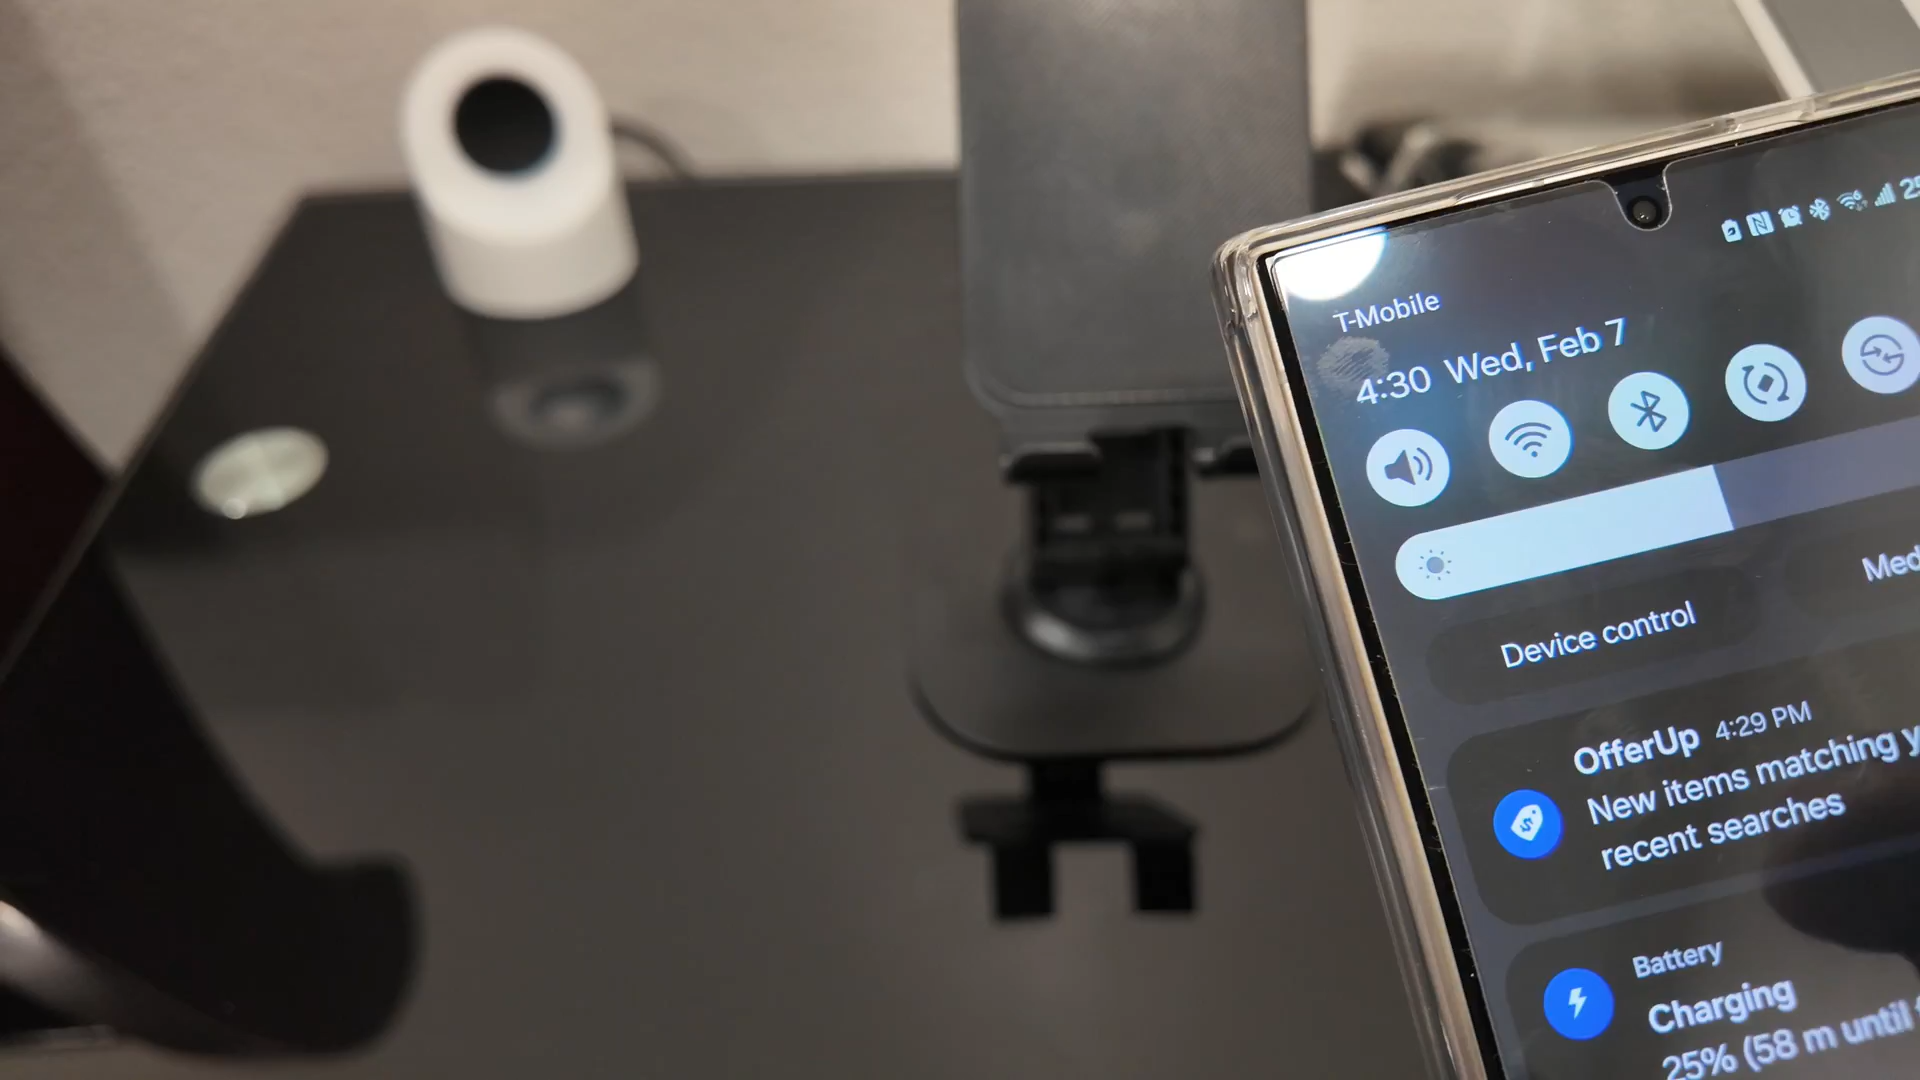 25
T-Mobile
4:30 Wed, Feb 7
Device control
OfferUp 4:29 PM
New items matching
recent searches
Battery
Charging
25% (58 m until